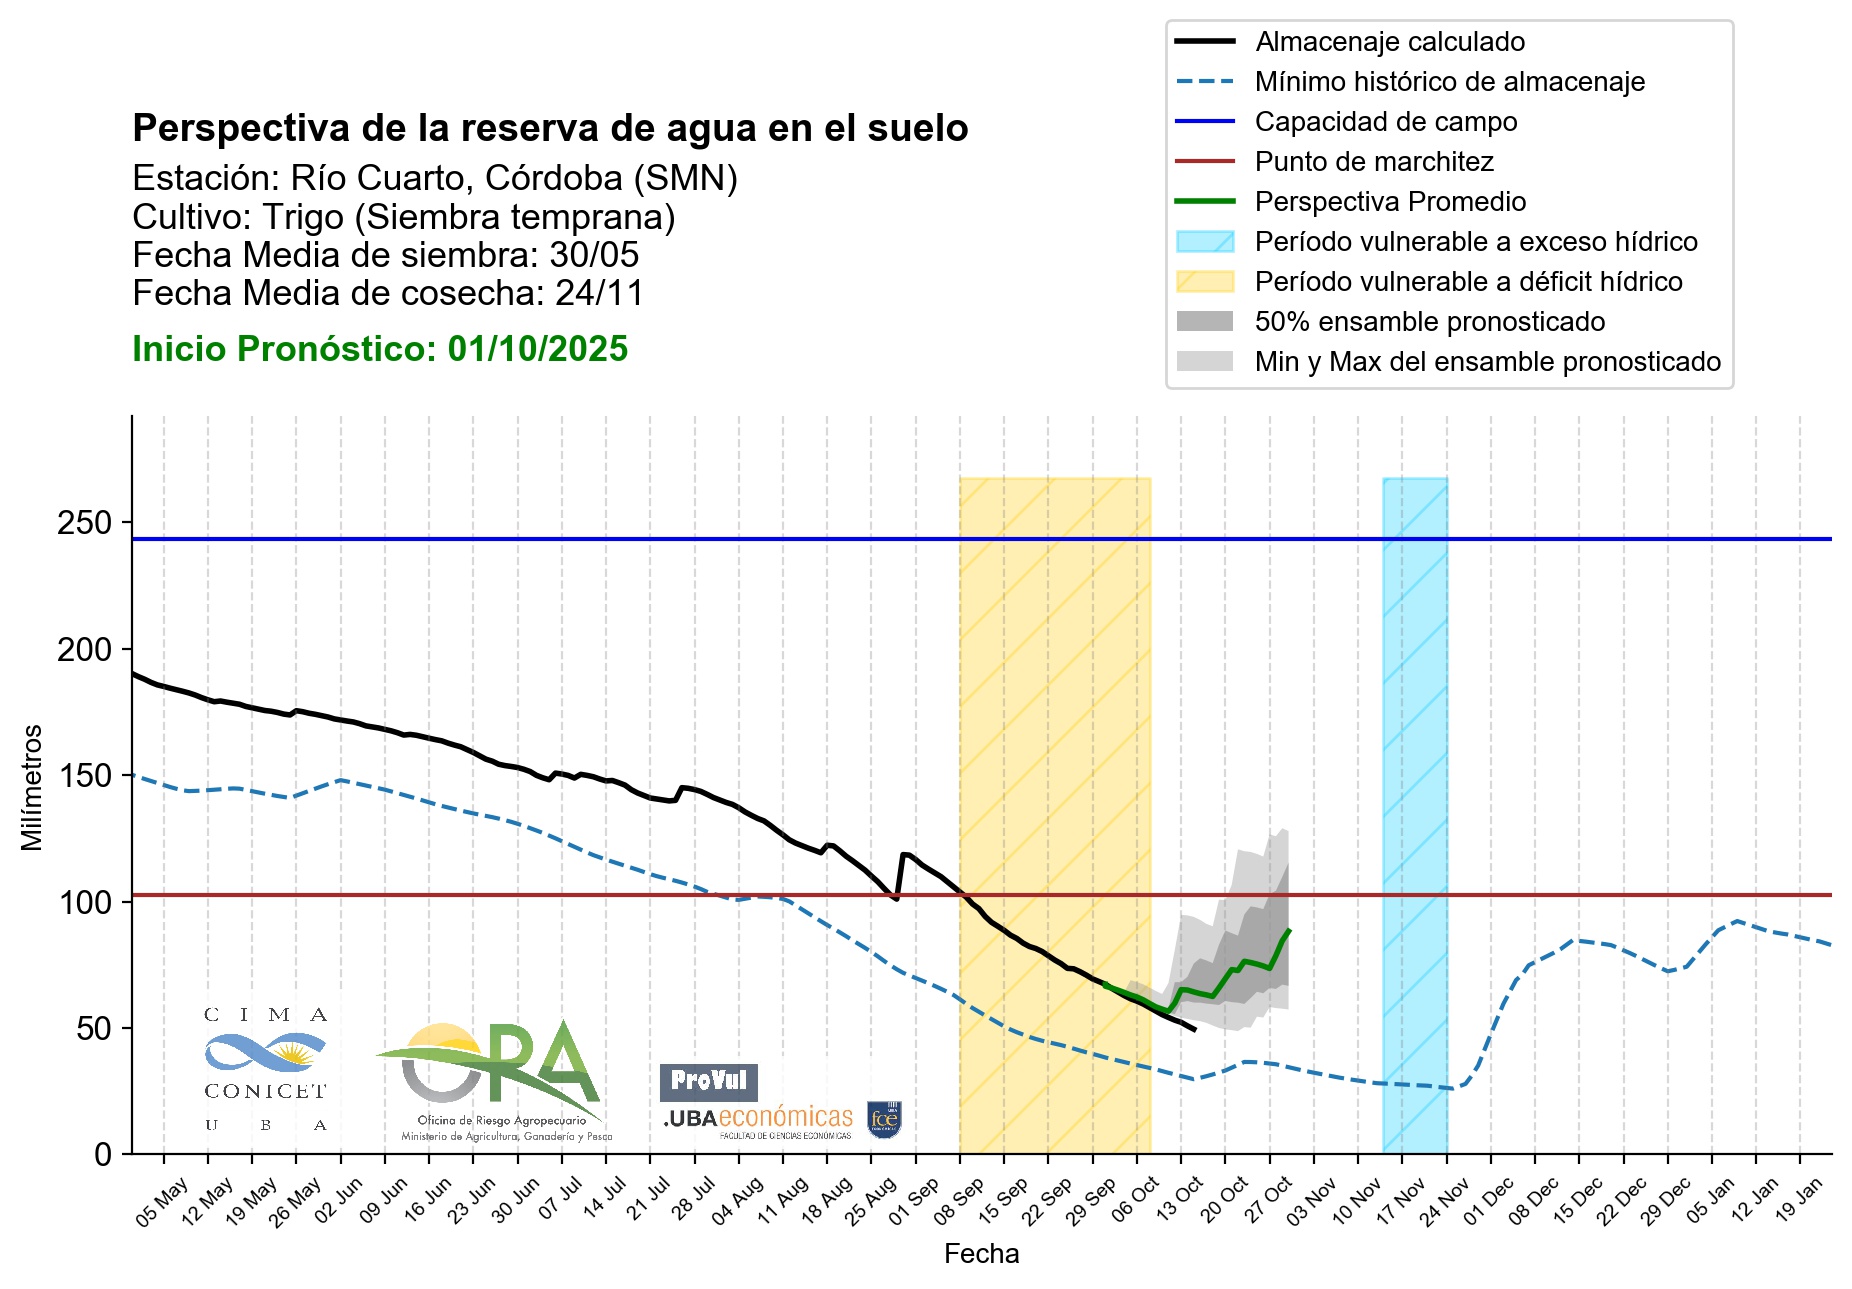 Almacenaje calculado
Mínimo histórico de almacenaje
Capacidad de campo
Punto de marchitez
Perspectiva Promedio
Período vulnerable a exceso hídrico
Período vulnerable a déficit hídrico
50% ensamble pronosticado
Min y Max del ensamble pronosticado
Perspectiva de la reserva de agua en el suelo
Estación: Río Cuarto, Córdoba (SMN)
Cultivo: Trigo (Siembra temprana)
Fecha Media de siembra: 30/05
Fecha Media de cosecha: 24/11
Inicio Pronóstico: 01/10/2025
Milímetros
250
200
150
100
50
0
C I M A
CONICET
U B A
ORA
Oficina de Riesgo Agropecuario
Ministerio de Agricultura, Ganadería y Pesca
ProVul
.UBAeconómicas
FACULTAD DE CIENCIAS ECONÓMICAS
UBA
fce
ECONÓMICAS
05 May
12 May
19 May
26 May
02 Jun
09 Jun
16 Jun
23 Jun
30 Jun
07 Jul
14 Jul
21 Jul
28 Jul
04 Aug
11 Aug
18 Aug
25 Aug
01 Sep
08 Sep
15 Sep
22 Sep
29 Sep
06 Oct
13 Oct
20 Oct
27 Oct
03 Nov
10 Nov
17 Nov
24 Nov
01 Dec
08 Dec
15 Dec
22 Dec
29 Dec
05 Jan
12 Jan
19 Jan
Fecha